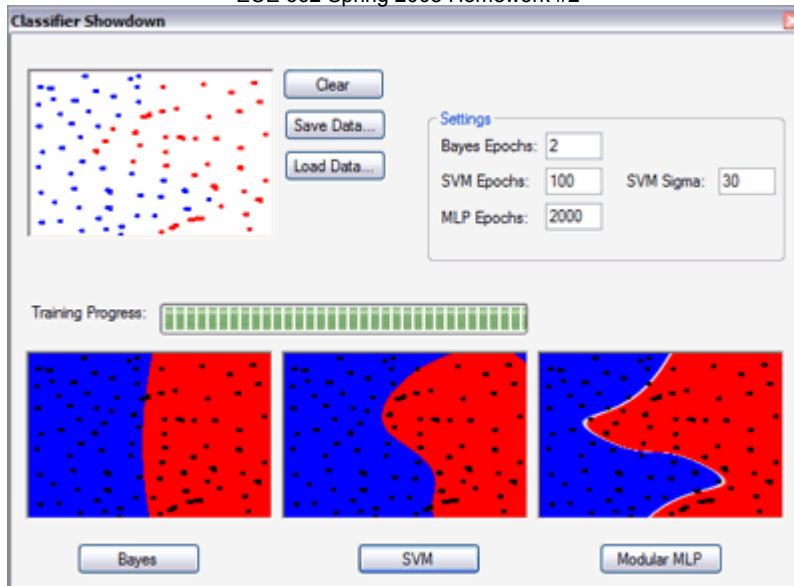 Classifier Showdown
Clear
Save Data...
Load Data...
Settings
Bayes Epochs: 2
SVM Epochs: 100 SVM Sigma: 30
MLP Epochs: 2000
Training Progress:
Bayes SVM Modular MLP